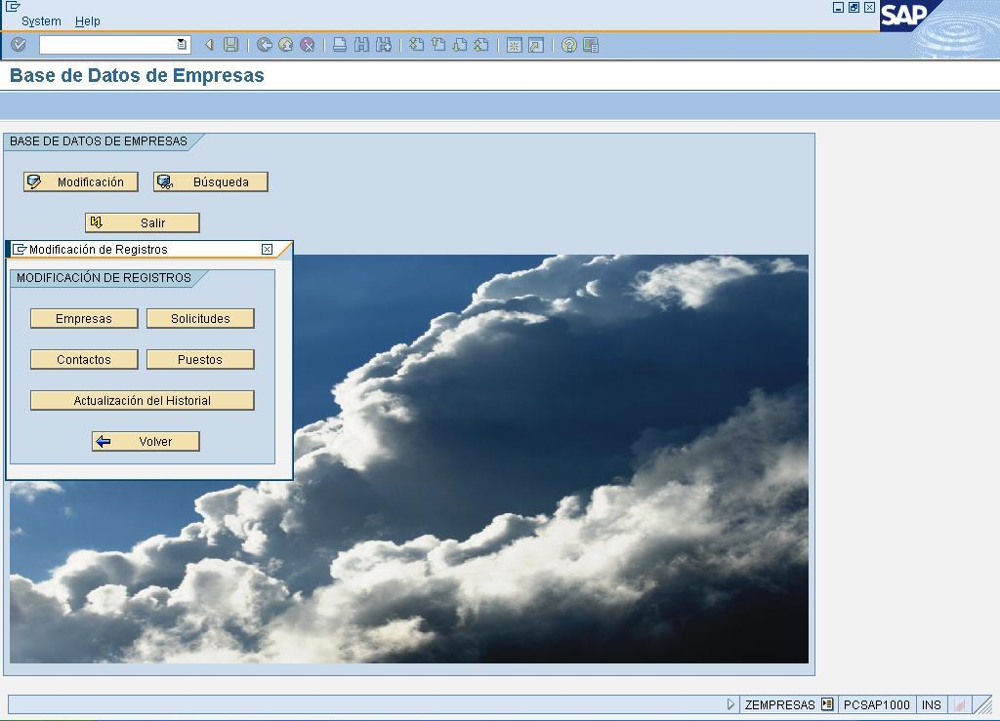 System Help
SAP
Base de Datos de Empresas
BASE DE DATOS DE EMPRESAS
Modificación Búsqueda
Salir
Modificación de Registros
MODIFICACIÓN DE REGISTROS
Empresas Solicitudes
Contactos Puestos
Actualización del Historial
Volver
ZEMPRESAS PCSAP1000 INS